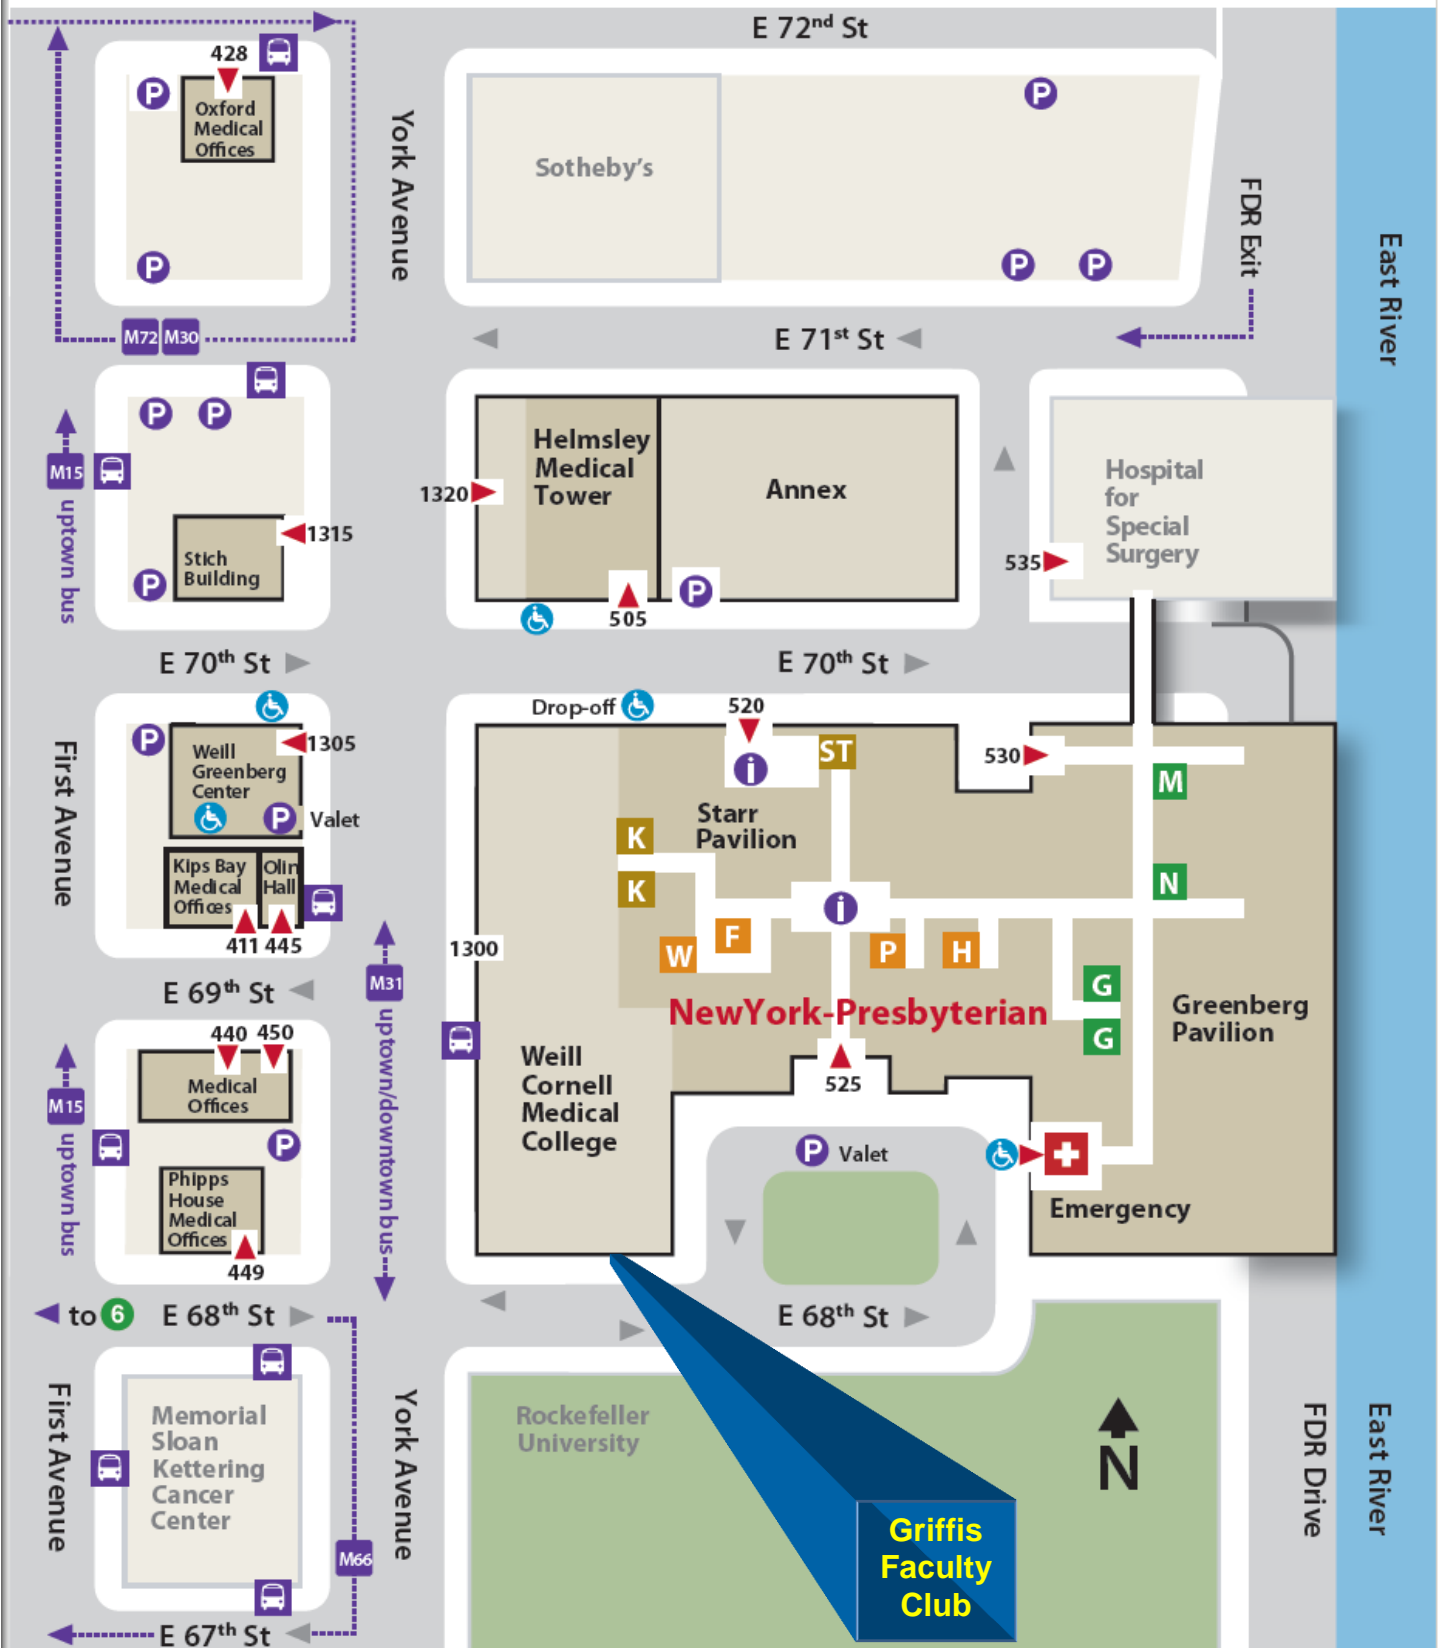 E 72nd St
428
P
Oxford
Medical
Offices
P
York Avenue
Sotheby's
P
P
P
FDR Exit
East River
M72
M30
E 71st St
P
P
M15
uptown bus
1315
Stich
Building
P
1320
Helmsley
Medical
Tower
Annex
505
P
535
Hospital
for
Special
Surgery
E 70th St
E 70th St
First Avenue
P
1305
Weill
Greenberg
Center
P
Valet
Kips Bay
Medical
Offices
Olin
Hall
411
445
Drop-off
520
i
ST
530
M
Starr
Pavilion
K
K
N
i
W
F
P
H
G
G
1300
NewYork-Presbyterian
Greenberg
Pavilion
E 69th St
M31
uptown/downtown bus
440
450
Medical
Offices
M15
uptown bus
P
Phipps
House
Medical
Offices
449
Weill
Cornell
Medical
College
525
P
Valet
Emergency
to 6
E 68th St
E 68th St
First Avenue
Memorial
Sloan
Kettering
Cancer
Center
M66
York Avenue
Rockefeller
University
N
FDR Drive
East River
Griffis
Faculty
Club
E 67th St